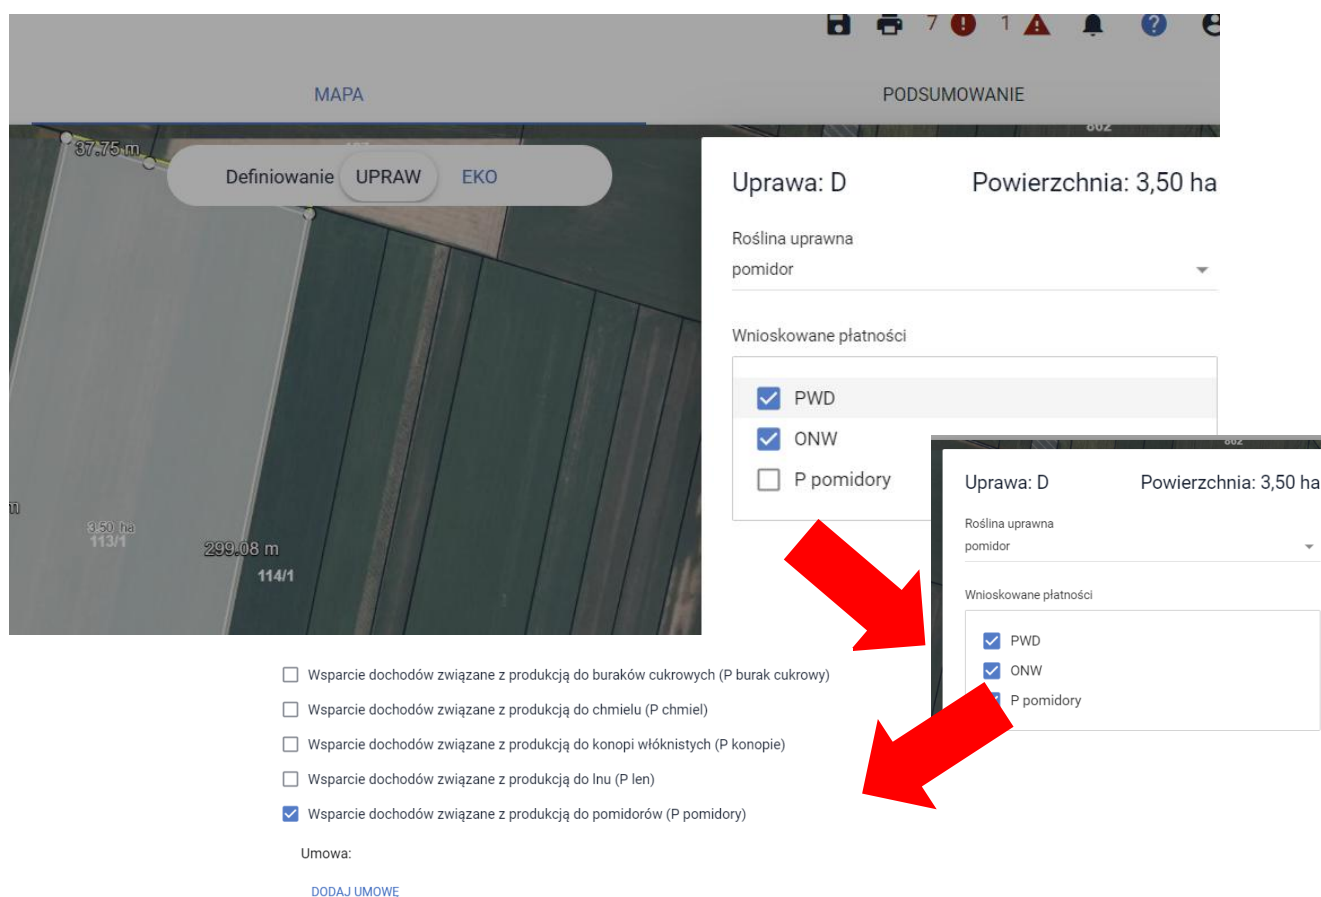 7 1
MAPA
PODSUMOWANIE
37.75 m
862
Definiowanie UPRAW EKO
Uprawa: D Powierzchnia: 3,50 ha
Roślina uprawna
pomidor
Wnioskowane płatności
PWD
ONW
P pomidory
3.50 ha
113/1
299.08 m
114/1
m
862
Uprawa: D Powierzchnia: 3,50 ha
Roślina uprawna
pomidor
Wnioskowane płatności
PWD
ONW
P pomidory
Wsparcie dochodów związane z produkcją do buraków cukrowych (P burak cukrowy)
Wsparcie dochodów związane z produkcją do chmielu (P chmiel)
Wsparcie dochodów związane z produkcją do konopi włóknistych (P konopie)
Wsparcie dochodów związane z produkcją do lnu (P len)
Wsparcie dochodów związane z produkcją do pomidorów (P pomidory)
Umowa:
DODAJ UMOWĘ